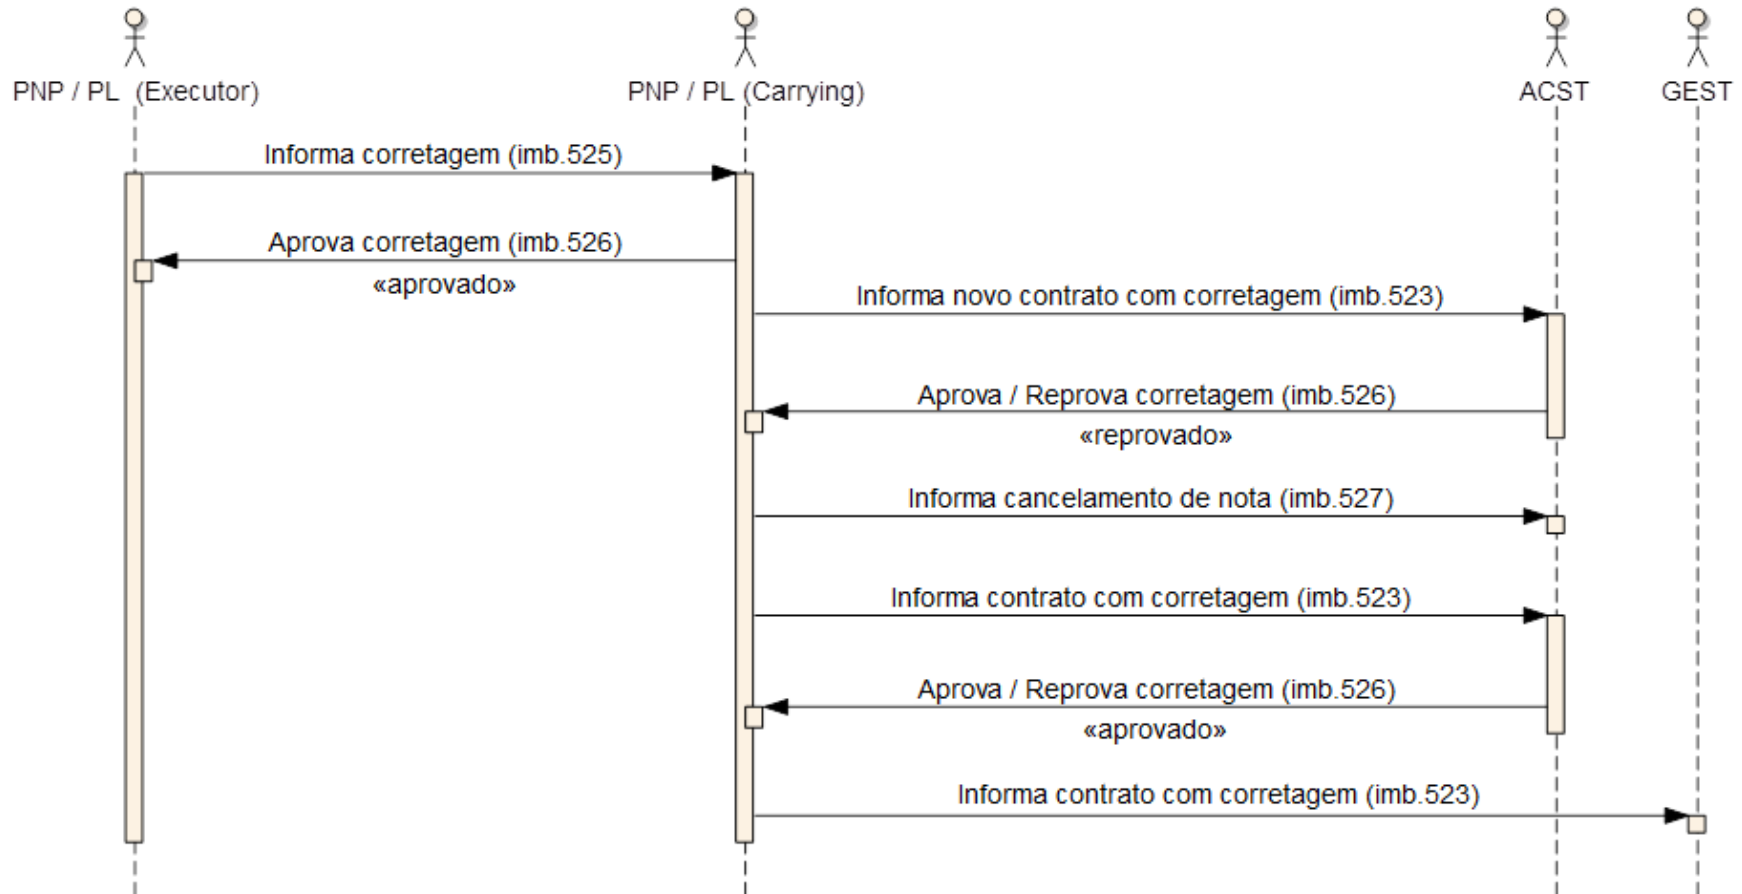 PNP / PL (Executor)
PNP / PL (Carrying)
ACST
GEST
Informa corretagem (imb.525)
Aprova corretagem (imb.526)
«aprovado»
Informa novo contrato com corretagem (imb.523)
Aprova / Reprova corretagem (imb.526)
«reprovado»
Informa cancelamento de nota (imb.527)
Informa contrato com corretagem (imb.523)
Aprova / Reprova corretagem (imb.526)
«aprovado»
Informa contrato com corretagem (imb.523)